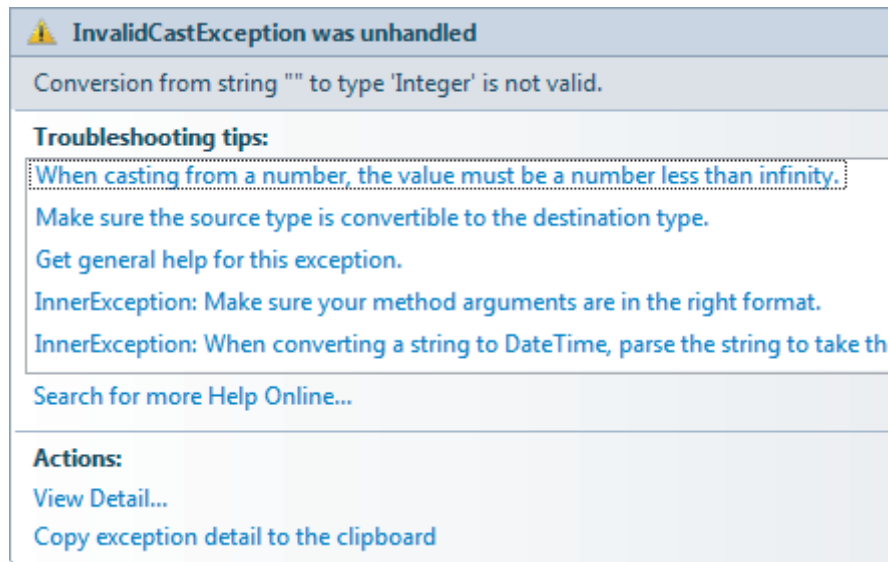 InvalidCastException was unhandled
Conversion from string "" to type 'Integer' is not valid.
Troubleshooting tips:
When casting from a number, the value must be a number less than infinity.
Make sure the source type is convertible to the destination type.
Get general help for this exception.
InnerException: Make sure your method arguments are in the right format.
InnerException: When converting a string to DateTime, parse the string to take th
Search for more Help Online...
Actions:
View Detail...
Copy exception detail to the clipboard